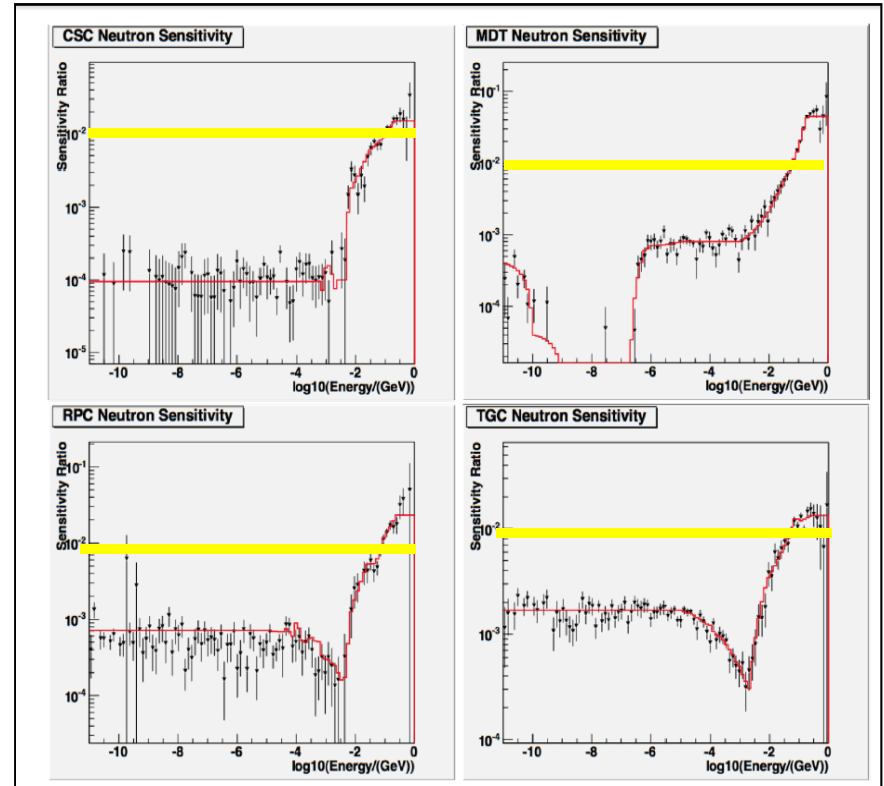 CSC Neutron Sensitivity
Sensitivity Ratio
10^-2
10^-3
10^-4
10^-5
-10 -8 -6 -4 -2 0
log10(Energy/(GeV)
MDT Neutron Sensitivity
Sensitivity Ratio
10^-1
10^-2
10^-3
10^-4
-10 -8 -6 -4 -2 0
log10(Energy/(GeV)
RPC Neutron Sensitivity
Sensitivity Ratio
10^-1
10^-2
10^-3
10^-4
-10 -8 -6 -4 -2 0
log10(Energy/(GeV)
TGC Neutron Sensitivity
Sensitivity Ratio
10^-2
10^-3
10^-4
-10 -8 -6 -4 -2 0
log10(Energy/(GeV)